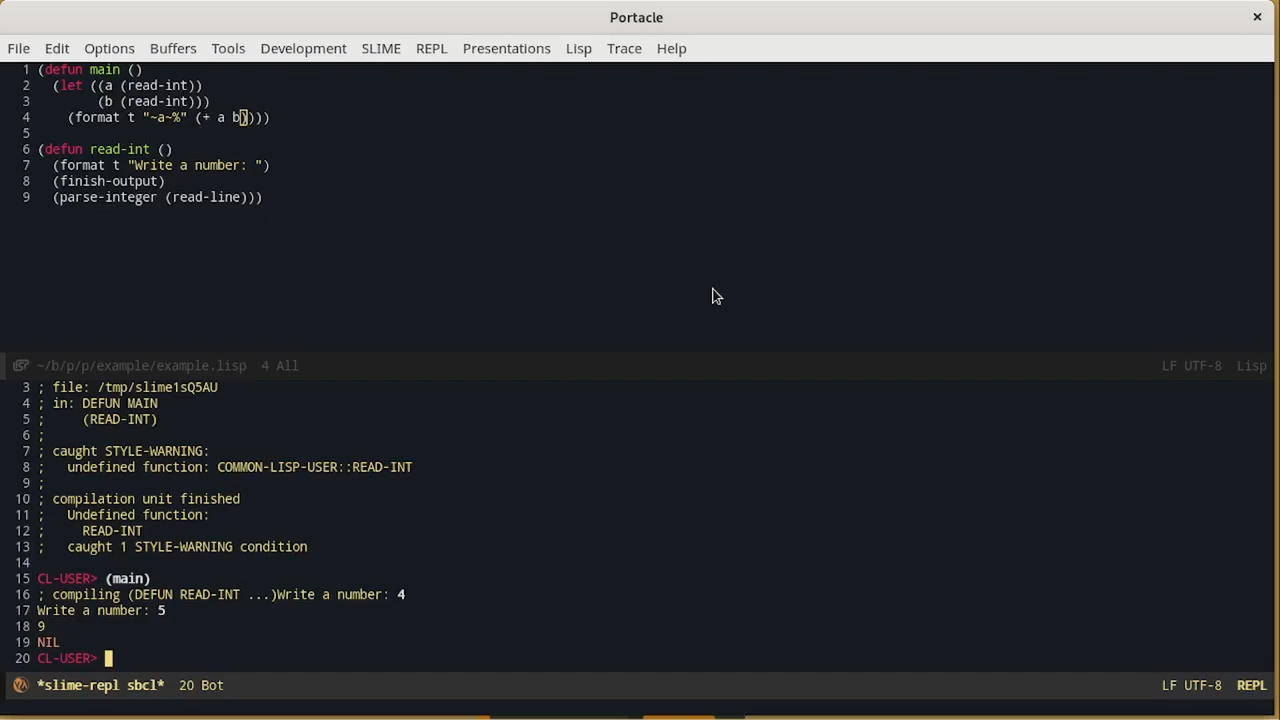 Portacle ×
File Edit Options Buffers Tools Development SLIME REPL Presentations Lisp Trace Help
1 (defun main ()
2   (let ((a (read-int))
3         (b (read-int)))
4     (format t "~a~%" (+ a b))))
5
6 (defun read-int ()
7   (format t "Write a number: ")
8   (finish-output)
9   (parse-integer (read-line)))
~/b/p/p/example/example.lisp 4 All LF UTF-8 Lisp
3 ; file: /tmp/slime1sQ5AU
4 ; in: DEFUN MAIN
5 ;     (READ-INT)
6 ;
7 ; caught STYLE-WARNING:
8 ;   undefined function: COMMON-LISP-USER::READ-INT
9 ;
10 ; compilation unit finished
11 ;   Undefined function:
12 ;     READ-INT
13 ;   caught 1 STYLE-WARNING condition
14
15 CL-USER> (main)
16 ; compiling (DEFUN READ-INT ...)Write a number: 4
17 Write a number: 5
18 9
19 NIL
20 CL-USER>
*slime-repl sbcl* 20 Bot LF UTF-8 REPL